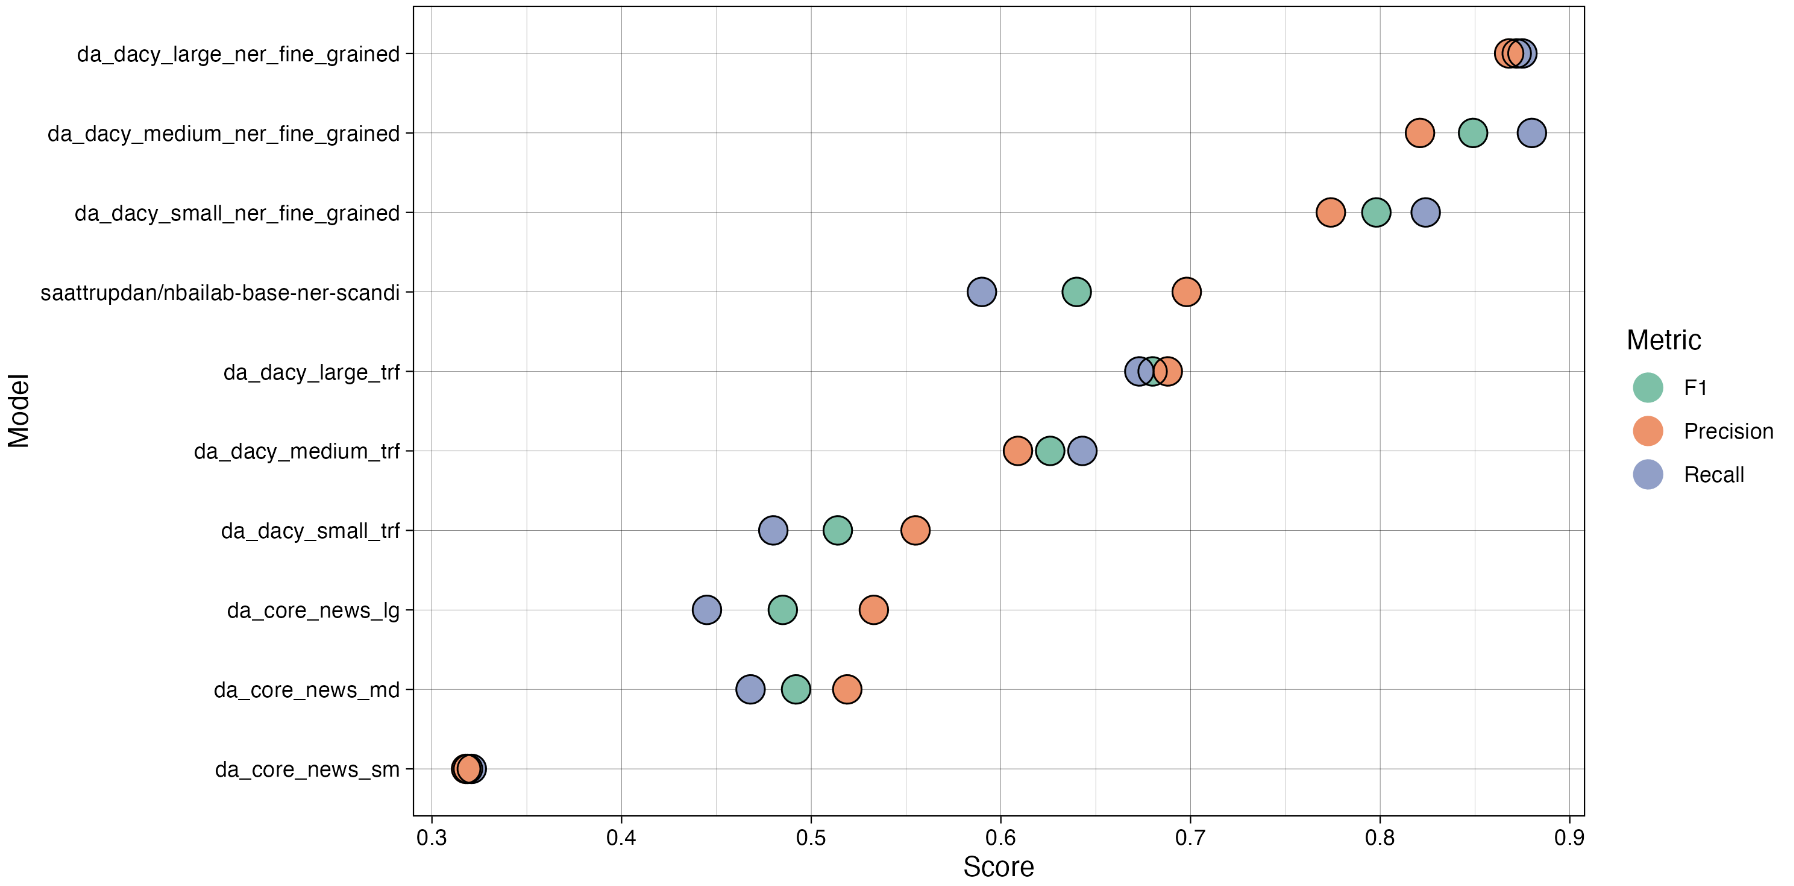 da_dacy_large_ner_fine_grained
da_dacy_medium_ner_fine_grained
da_dacy_small_ner_fine_grained
saattrupdan/nbailab-base-ner-scandi
da_dacy_large_trf
da_dacy_medium_trf
da_dacy_small_trf
da_core_news_lg
da_core_news_md
da_core_news_sm
Model
0.3 0.4 0.5 0.6 0.7 0.8 0.9
Score
Metric
F1
Precision
Recall